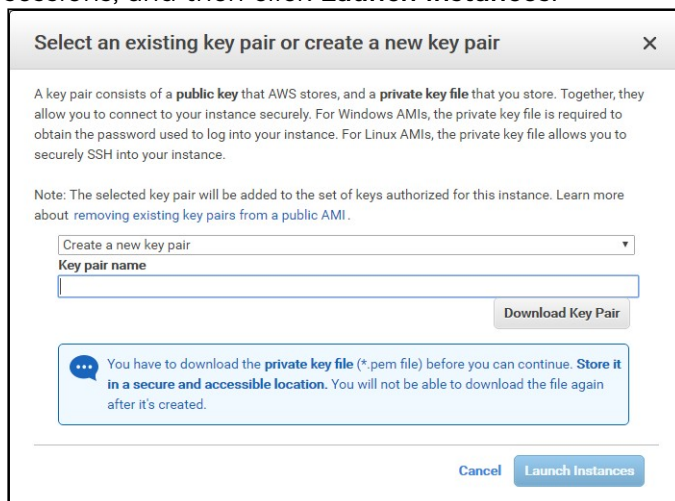 sessions, and then click Launch Instances.
Select an existing key pair or create a new key pair
×
A key pair consists of a public key that AWS stores, and a private key file that you store. Together, they
allow you to connect to your instance securely. For Windows AMIs, the private key file is required to
obtain the password used to log into your instance. For Linux AMIs, the private key file allows you to
securely SSH into your instance.
Note: The selected key pair will be added to the set of keys authorized for this instance. Learn more
about removing existing key pairs from a public AMI.
Create a new key pair
Key pair name
Download Key Pair
You have to download the private key file (*.pem file) before you can continue. Store it
in a secure and accessible location. You will not be able to download the file again
after it's created.
Cancel Launch Instances